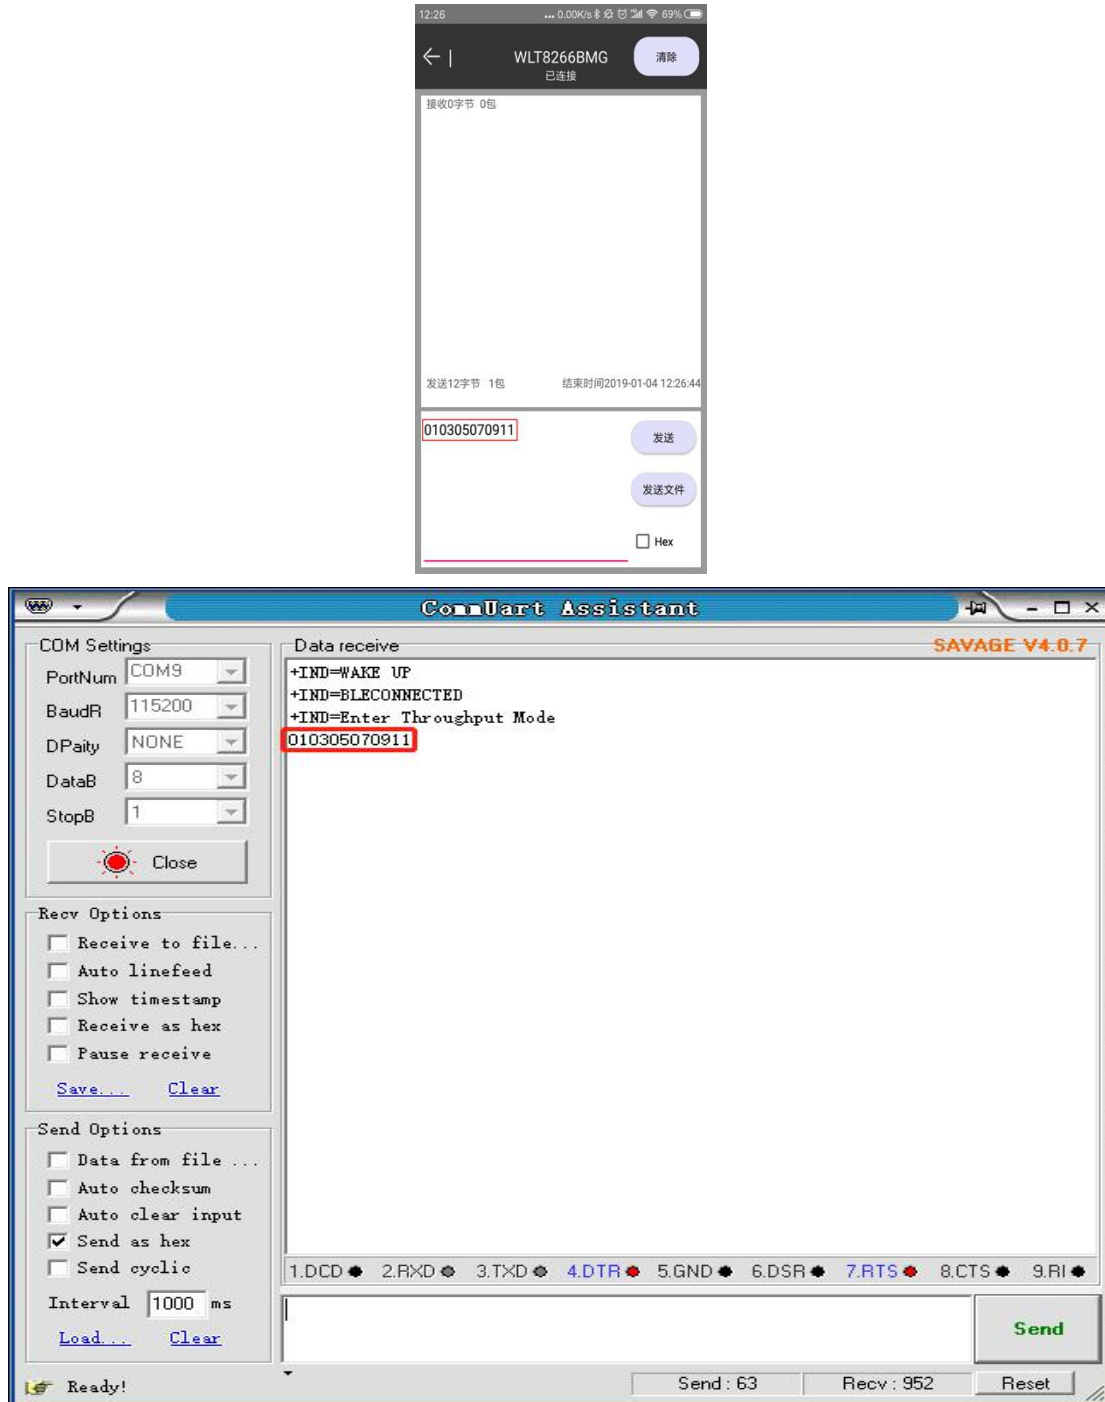 12:26 ... 0.00K/s 69%
WLT8266BMG
已连接
清除
接收0字节 0包
发送12字节 1包 结束时间2019-01-04 12:26:44
010305070911
发送
发送文件
Hex
CommUart Assistant
COM Settings
PortNum COM9
BaudR 115200
DPaity NONE
DataB 8
StopB 1
Close
Recv Options
Receive to file...
Auto linefeed
Show timestamp
Receive as hex
Pause receive
Save... Clear
Send Options
Data from file ...
Auto checksum
Auto clear input
Send as hex
Send cyclic
Interval 1000 ms
Load... Clear
Data receive SAVAGE V4.0.7
+IND=WAKE UP
+IND=BLECONNECTED
+IND=Enter Throughput Mode
010305070911
1.DCD 2.RXD 3.TXD 4.DTR 5.GND 6.DSR 7.RTS 8.CTS 9.RI
Send
Ready! Send : 63 Recv : 952 Reset